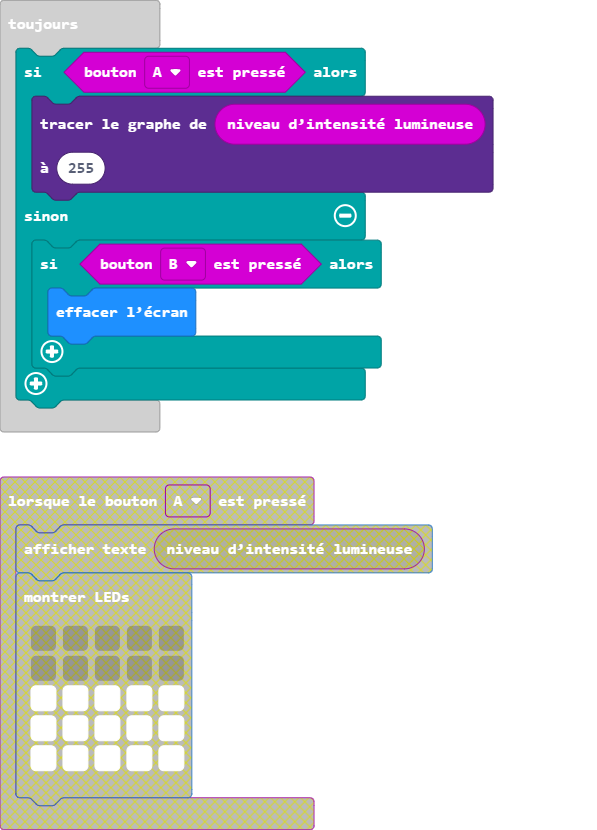 toujours
si bouton A est pressé alors
tracer le graphe de niveau d’intensité lumineuse
à 255
sinon
si bouton B est pressé alors
effacer l’écran
lorsque le bouton A est pressé
afficher texte niveau d’intensité lumineuse
montrer LEDs